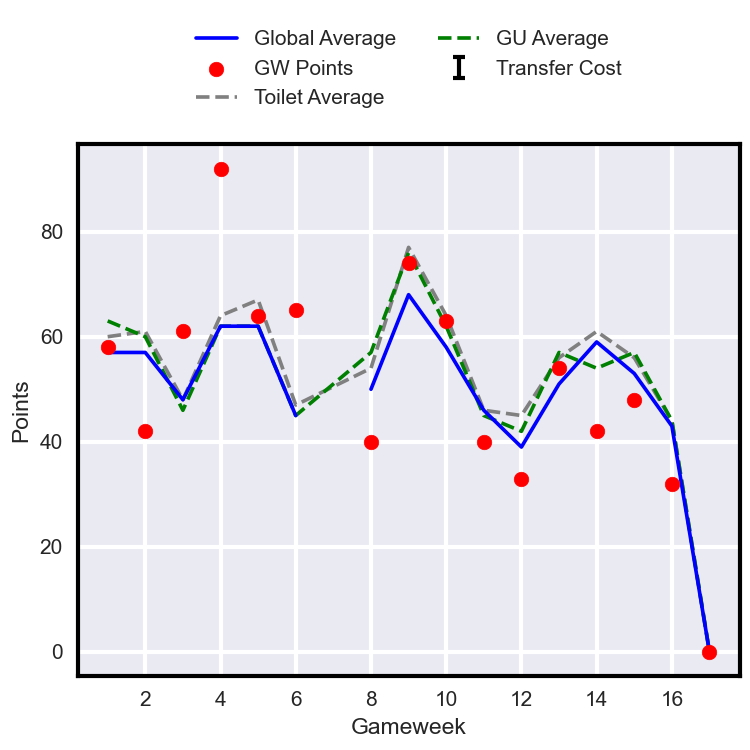 Global Average
GW Points
Toilet Average
GU Average
Transfer Cost
80
60
40
20
0
Points
2 4 6 8 10 12 14 16
Gameweek